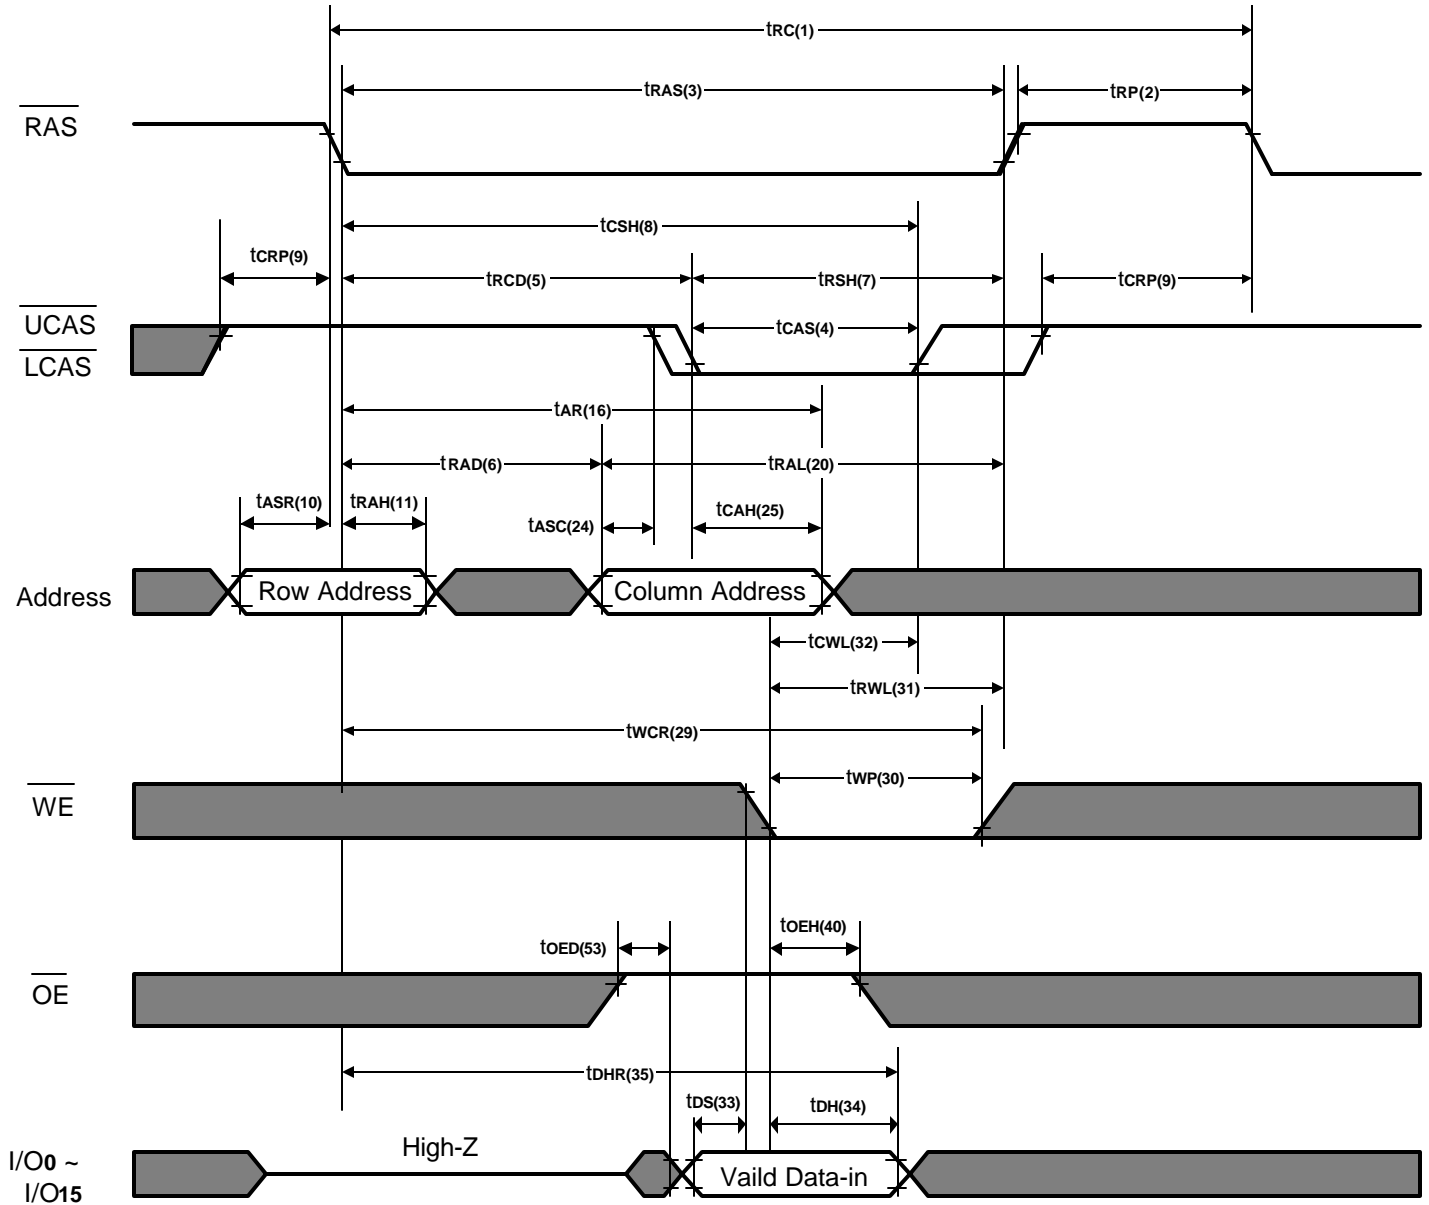 tRC(1)
tRAS(3)
tRP(2)
RAS
tCSH(8)
tCRP(9)
tRCD(5)
tRSH(7)
tCRP(9)
UCAS
tCAS(4)
LCAS
tAR(16)
tRAD(6)
tRAL(20)
tASR(10)
tRAH(11)
tASC(24)
tCAH(25)
Address
Row Address
Column Address
tCWL(32)
tRWL(31)
tWCR(29)
WE
tWP(30)
tOED(53)
tOEH(40)
OE
tDHR(35)
tDS(33)
tDH(34)
I/O0 ~
I/O15
High-Z
Vaild Data-in